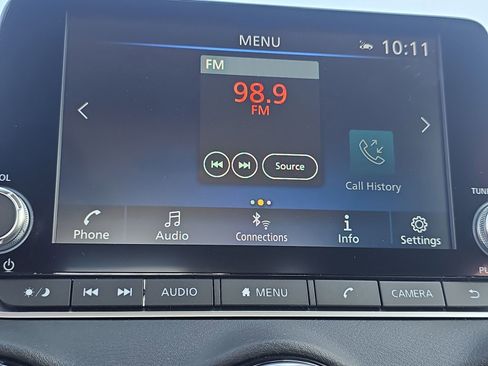 MENU
10:11
FM
98.9
FM
Source
Call History
Phone
Audio
Connections
Info
Settings
AUDIO
MENU
CAMERA